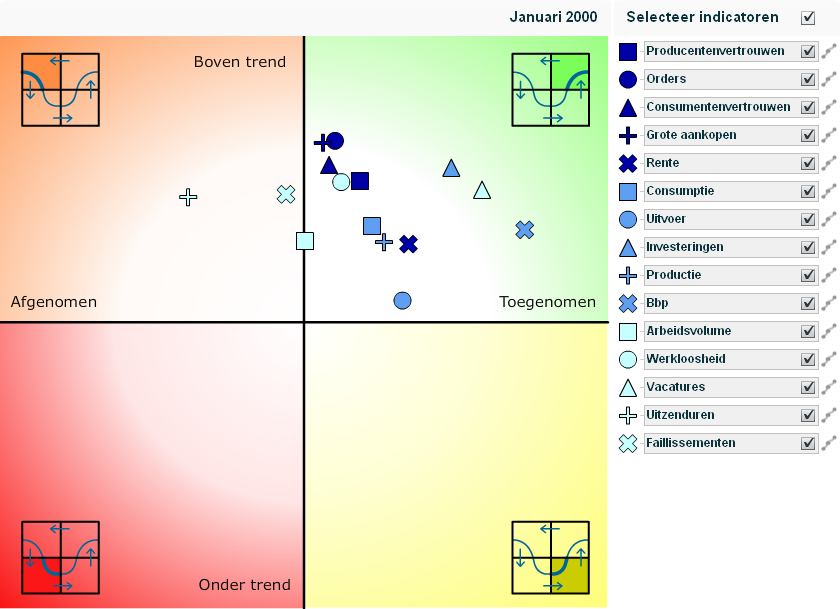 Januari 2000
Selecteer indicatoren
Boven trend
Afgenomen
Toegenomen
Onder trend
Producentenvertrouwen
Orders
Consumentenvertrouwen
Grote aankopen
Rente
Consumptie
Uitvoer
Investeringen
Productie
Bbp
Arbeidsvolume
Werkloosheid
Vacatures
Uitzenduren
Faillissementen